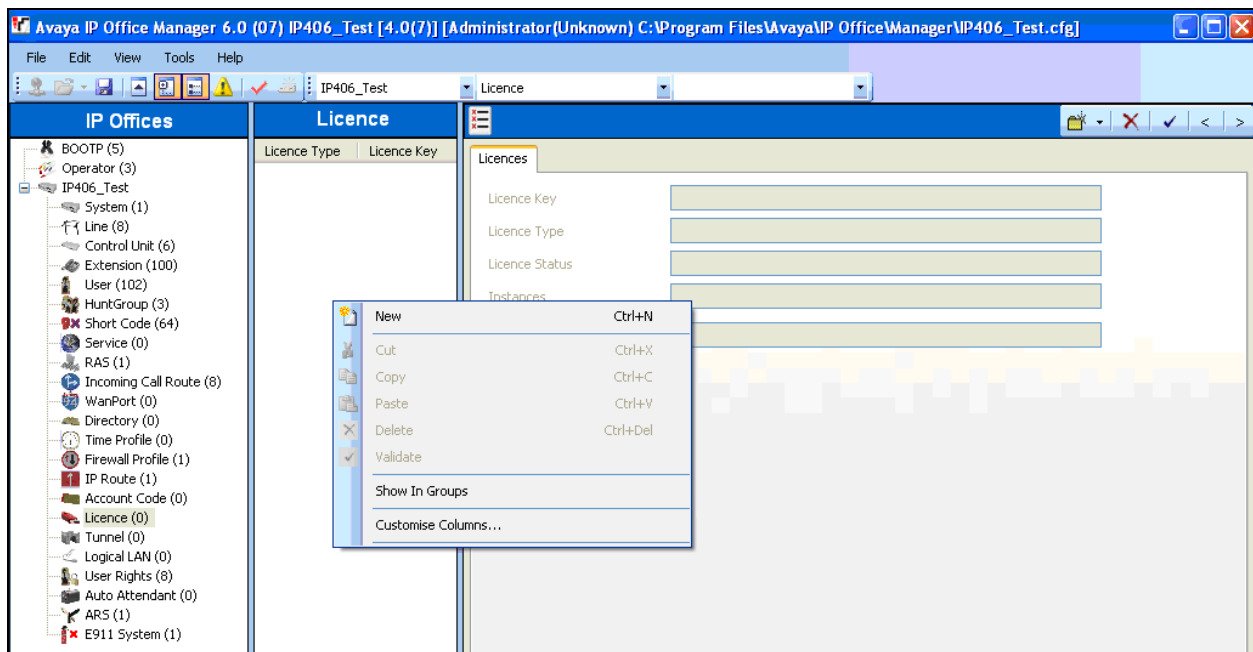 Avaya IP Office Manager 6.0 (07) IP406_Test [4.0(7)] [Administrator(Unknown) C:\Program Files\Avaya\IP Office\Manager\IP406_Test.cfg]
File Edit View Tools Help
IP406_Test Licence
IP Offices
BOOTP (5)
Operator (3)
IP406_Test
System (1)
Line (8)
Control Unit (6)
Extension (100)
User (102)
HuntGroup (3)
Short Code (64)
Service (0)
RAS (1)
Incoming Call Route (8)
WanPort (0)
Directory (0)
Time Profile (0)
Firewall Profile (1)
IP Route (1)
Account Code (0)
Licence (0)
Tunnel (0)
Logical LAN (0)
User Rights (8)
Auto Attendant (0)
ARS (1)
E911 System (1)
Licence
Licence Type Licence Key
Licences
Licence Key
Licence Type
Licence Status
Instances
New Ctrl+N
Cut Ctrl+X
Copy Ctrl+C
Paste Ctrl+V
Delete Ctrl+Del
Validate
Show In Groups
Customise Columns...